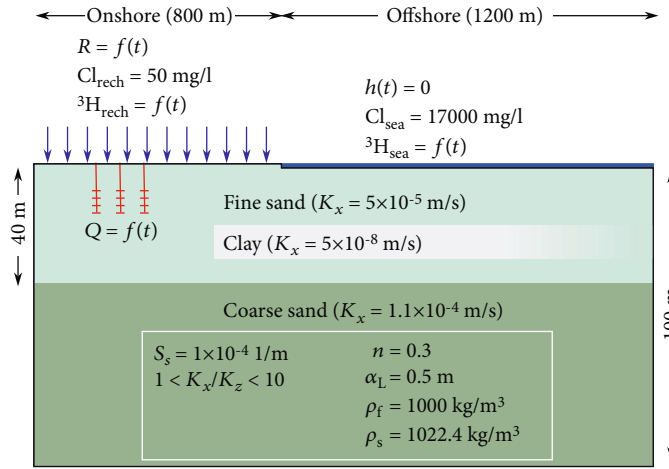 Onshore (800 m)
Offshore (1200 m)
R = f(t)
Cl_rech = 50 mg/l
³H_rech = f(t)
h(t) = 0
Cl_sea = 17000 mg/l
³H_sea = f(t)
40 m
Fine sand (K_x = 5×10⁻⁵ m/s)
Q = f(t)
Clay (K_x = 5×10⁻⁸ m/s)
Coarse sand (K_x = 1.1×10⁻⁴ m/s)
S_s = 1×10⁻⁴ 1/m
1 < K_x/K_z < 10
n = 0.3
α_L = 0.5 m
ρ_f = 1000 kg/m³
ρ_s = 1022.4 kg/m³